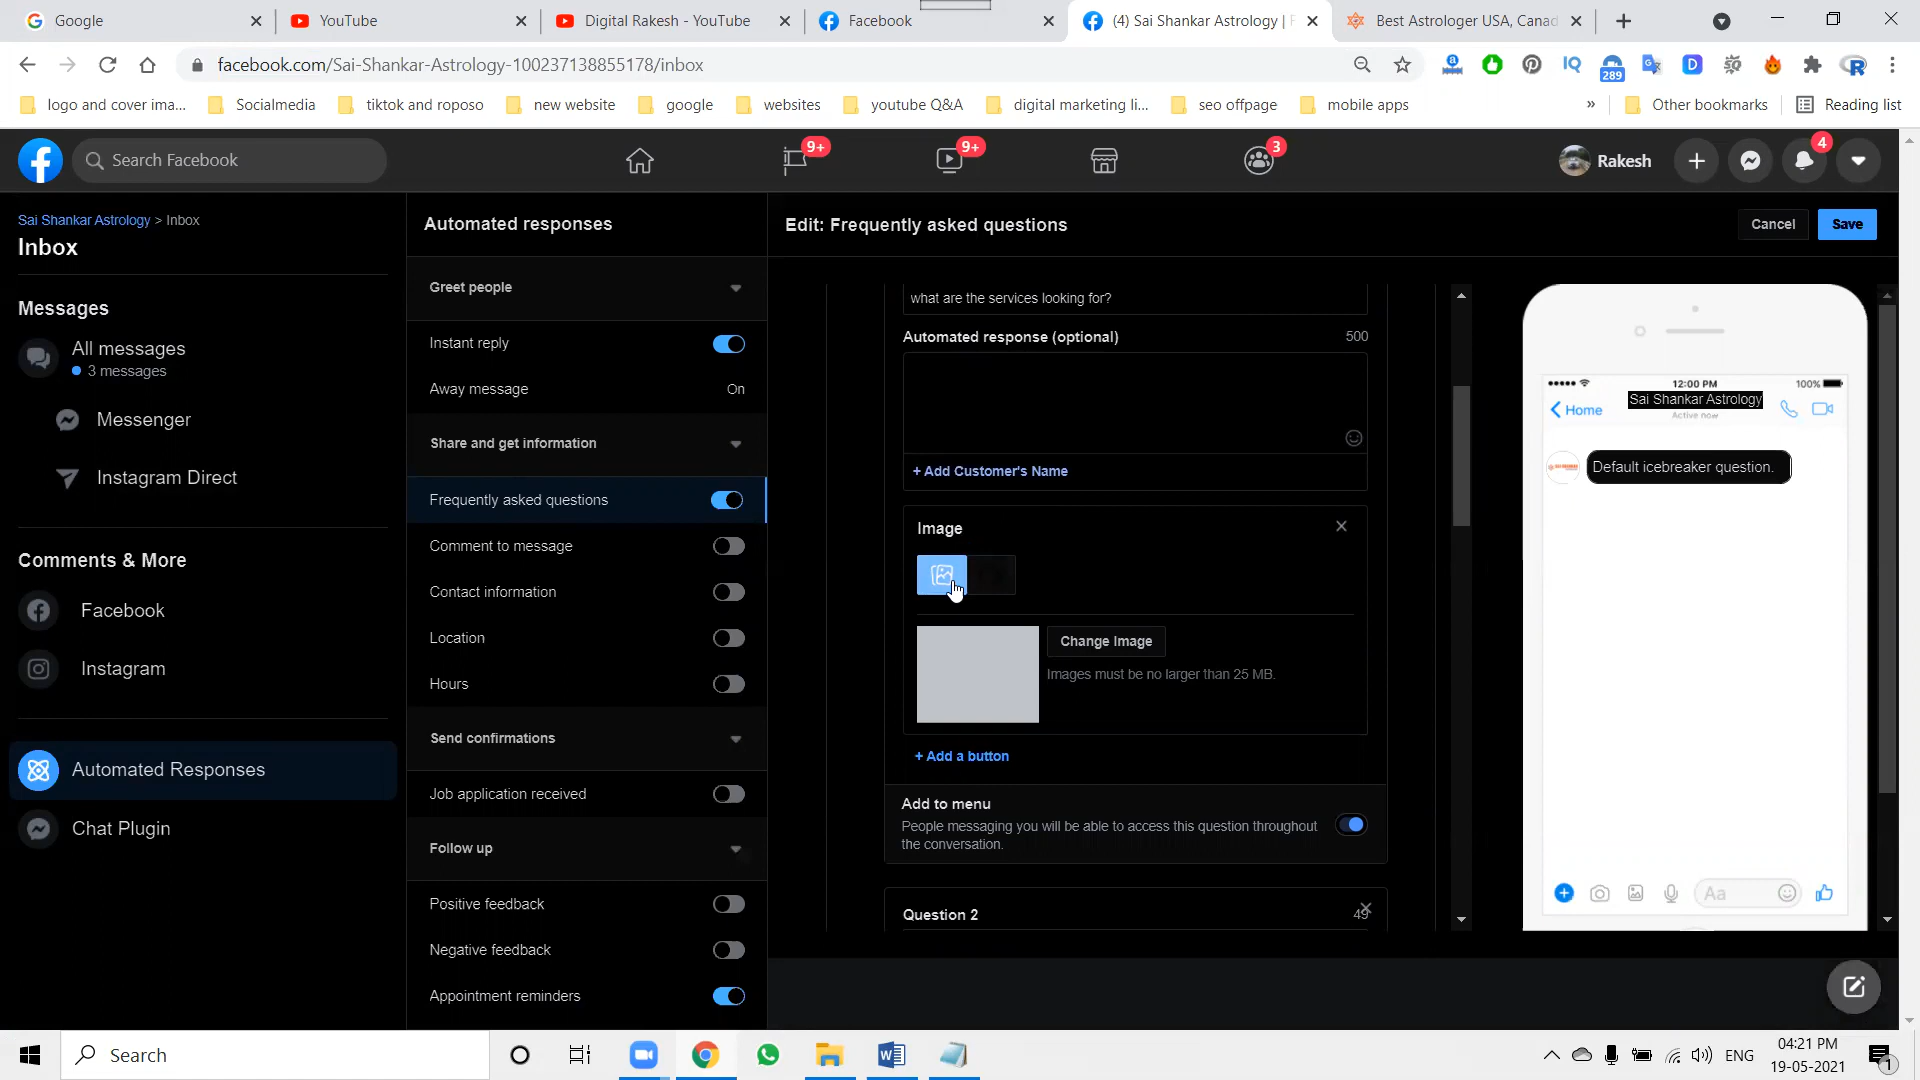 Google
YouTube
Digital Rakesh - YouTube
Facebook
(4) Sai Shankar Astrology | F
Best Astrologer USA, Canad
facebook.com/Sai-Shankar-Astrology-100237138855178/inbox
289
logo and cover ima...
Socialmedia
tiktok and roposo
new website
google
websites
youtube Q&A
digital marketing li...
seo offpage
mobile apps
»
Other bookmarks
Reading list
Search Facebook
9+
9+
3
Rakesh
4
Sai Shankar Astrology > Inbox
Inbox
Messages
All messages
3 messages
Messenger
Instagram Direct
Comments & More
Facebook
Instagram
Automated Responses
Chat Plugin
Automated responses
Greet people
Instant reply
Away message On
Share and get information
Frequently asked questions
Comment to message
Contact information
Location
Hours
Send confirmations
Job application received
Follow up
Positive feedback
Negative feedback
Appointment reminders
Edit: Frequently asked questions
Cancel
Save
what are the services looking for?
Automated response (optional) 500
+ Add Customer's Name
Image
Change Image
Images must be no larger than 25 MB.
+ Add a button
Add to menu
People messaging you will be able to access this question throughout
the conversation.
Question 2 49
12:00 PM
100%
Home
Sai Shankar Astrology
Active now
Default icebreaker question.
Aa
Search
ENG
04:21 PM
19-05-2021
1